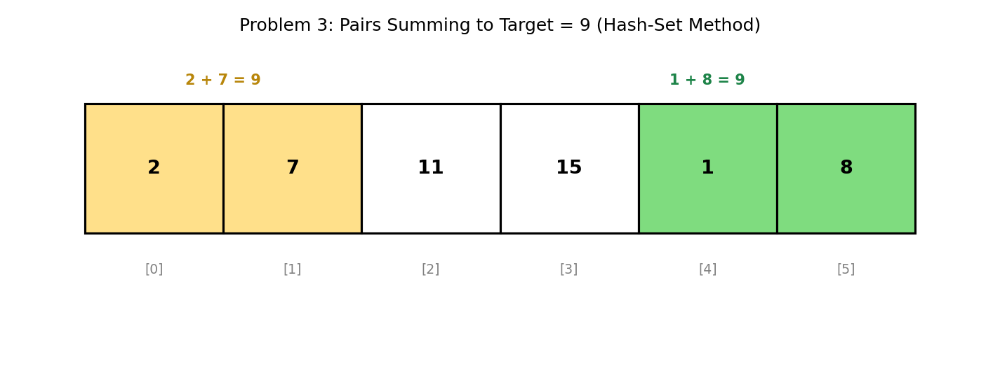 Problem 3: Pairs Summing to Target = 9 (Hash-Set Method)
2 + 7 = 9 1 + 8 = 9
2 7 11 15 1 8
[0] [1] [2] [3] [4] [5]